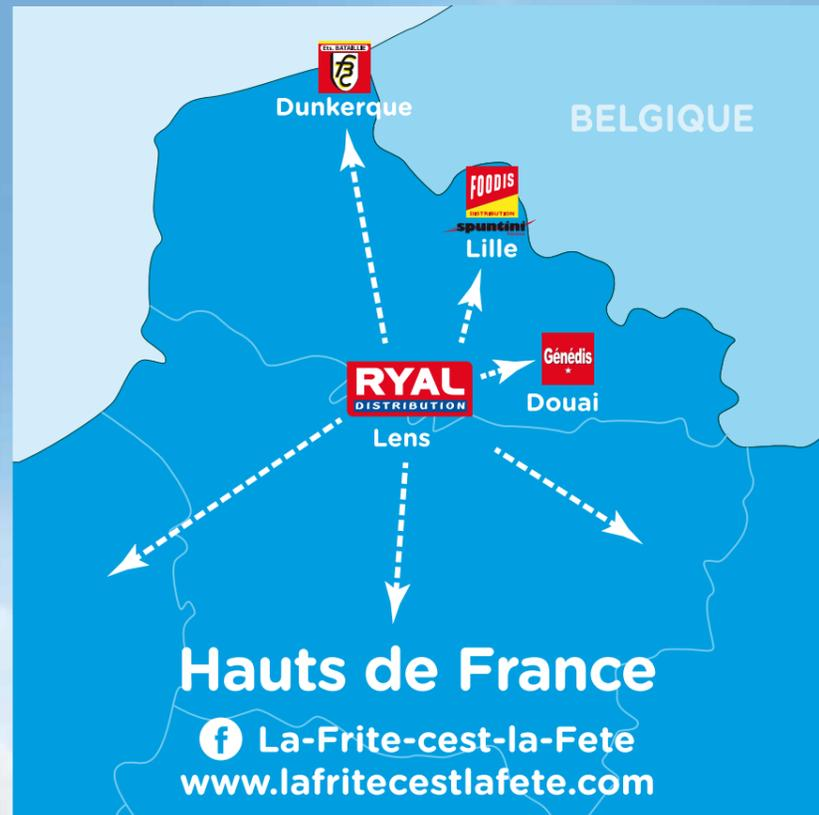 Ets. BATAILLIE
FBC
Dunkerque
BELGIQUE
FOODIS
DISTRIBUTION
spuntini
Lille
Génédis
Douai
RYAL
DISTRIBUTION
Lens
Hauts de France
f La-Frite-cest-la-Fete
www.lafritecestlafete.com